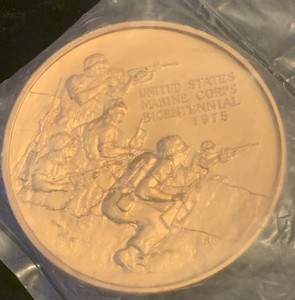 UNITED STATES
MARINE CORPS
BICENTENNIAL
1975